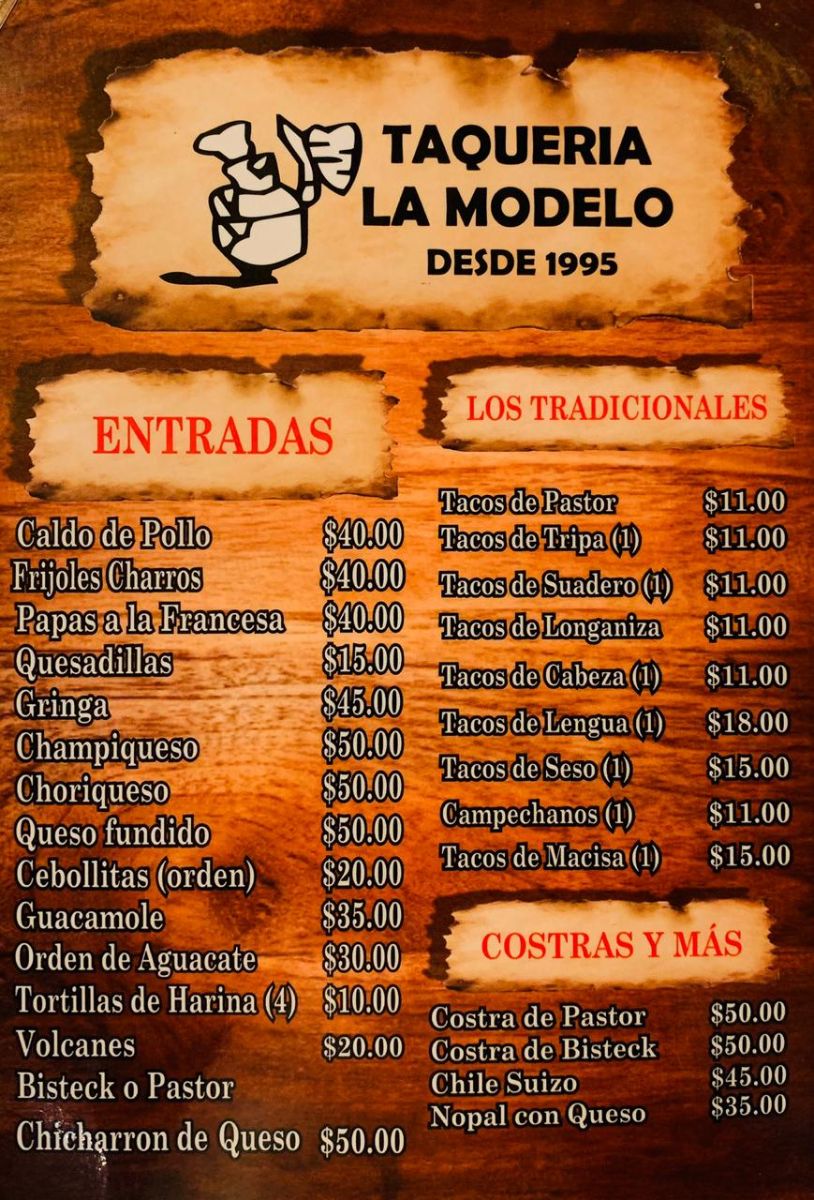 TAQUERIA
LA MODELO
DESDE 1995
ENTRADAS
Caldo de Pollo $40.00
Frijoles Charros $40.00
Papas a la Francesa $40.00
Quesadillas $15.00
Gringa $45.00
Champiqueso $50.00
Choriqueso $50.00
Queso fundido $50.00
Cebollitas (orden) $20.00
Guacamole $35.00
Orden de Aguacate $30.00
Tortillas de Harina (4) $10.00
Volcanes $20.00
Bisteck o Pastor
Chicharron de Queso $50.00
LOS TRADICIONALES
Tacos de Pastor $11.00
Tacos de Tripa (1) $11.00
Tacos de Suadero (1) $11.00
Tacos de Longaniza $11.00
Tacos de Cabeza (1) $11.00
Tacos de Lengua (1) $18.00
Tacos de Seso (1) $15.00
Campechanos (1) $11.00
Tacos de Macisa (1) $15.00
COSTRAS Y MÁS
Costra de Pastor $50.00
Costra de Bisteck $50.00
Chile Suizo $45.00
Nopal con Queso $35.00